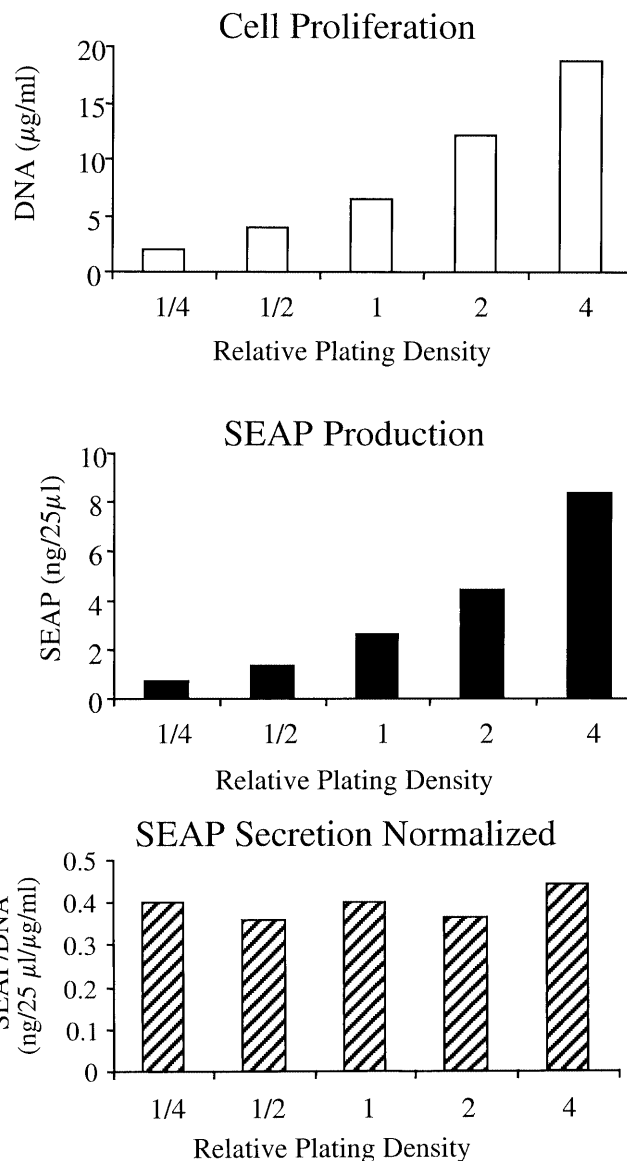 Cell Proliferation
DNA (μg/ml)
20
15
10
5
0
1/4 1/2 1 2 4
Relative Plating Density
SEAP Production
SEAP (ng/25μl)
10
8
6
4
2
0
1/4 1/2 1 2 4
Relative Plating Density
SEAP Secretion Normalized
SEAP/DNA
(ng/25 μl/μg/ml)
0.5
0.4
0.3
0.2
0.1
0
1/4 1/2 1 2 4
Relative Plating Density